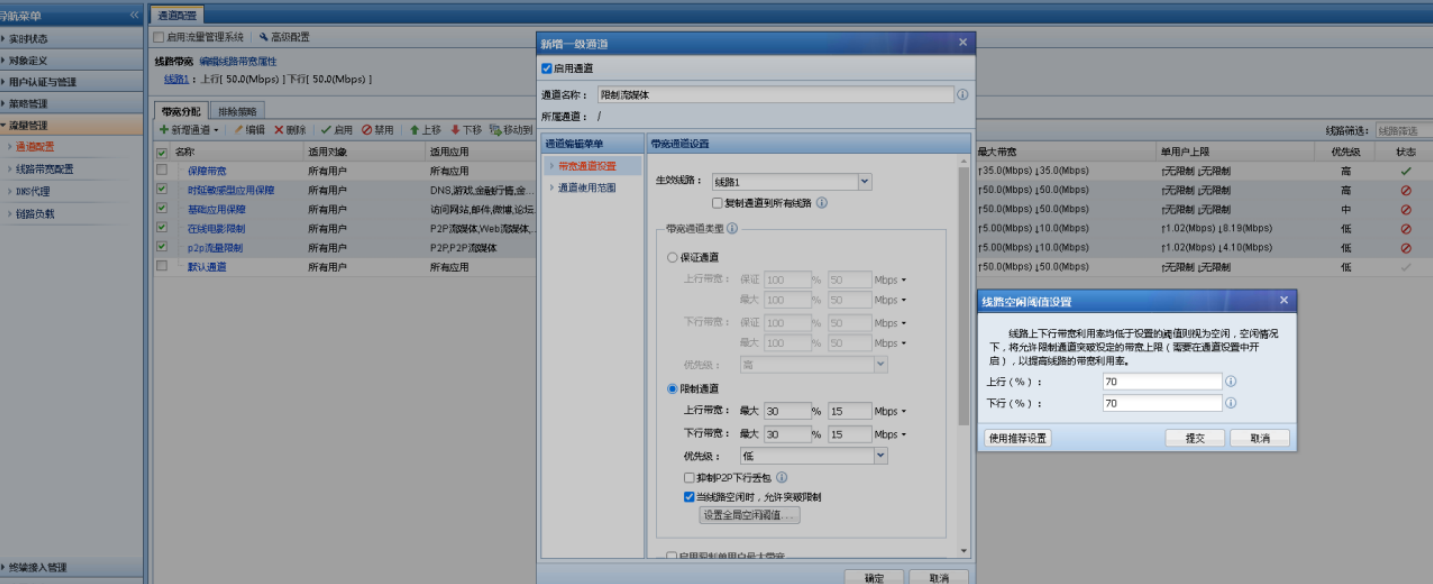 导航菜单
实时状态
对象定义
用户认证与管理
策略管理
流量管理
通道配置
线路带宽配置
DNS代理
链路负载
终端接入管理
通道配置
启用流量管理系统 高级配置
线路带宽 编辑线路带宽属性
线路1：上行[ 50.0(Mbps) ]下行[ 50.0(Mbps) ]
带宽分配 排除策略
新增通道 编辑 删除 启用 禁用 上移 下移 移动到
线路筛选： 线路筛选
名称 适用对象 适用应用 最大带宽 单用户上限 优先级 状态
保障带宽 所有用户 所有应用 ↑35.0(Mbps) ↓35.0(Mbps) ↑无限制 ↓无限制 高
时延敏感型应用保障 所有用户 DNS,游戏,金融行情,金... ↑50.0(Mbps) ↓50.0(Mbps) ↑无限制 ↓无限制 高
基础应用保障 所有用户 访问网站,邮件,微博,论坛 ↑50.0(Mbps) ↓50.0(Mbps) ↑无限制 ↓无限制 中
在线电影限制 所有用户 P2P流媒体,Web流媒体,... ↑5.00(Mbps) ↓10.0(Mbps) ↑1.02(Mbps) ↓8.19(Mbps) 低
p2p流量限制 所有用户 P2P,P2P流媒体 ↑5.00(Mbps) ↓10.0(Mbps) ↑1.02(Mbps) ↓4.10(Mbps) 低
默认通道 所有用户 所有应用 ↑50.0(Mbps) ↓50.0(Mbps) ↑无限制 ↓无限制 低
新增一级通道
启用通道
通道名称： 限制流媒体
所属通道： /
通道编辑菜单
带宽通道设置
通道使用范围
带宽通道设置
生效线路： 线路1
复制通道到所有线路
带宽通道类型
保证通道
上行带宽： 保证 100 % 50 Mbps
最大 100 % 50 Mbps
下行带宽： 保证 100 % 50 Mbps
最大 100 % 50 Mbps
优先级： 高
限制通道
上行带宽： 最大 30 % 15 Mbps
下行带宽： 最大 30 % 15 Mbps
优先级： 低
抑制P2P下行丢包
当线路空闲时，允许突破限制
设置全局空闲阈值...
启用限制单用户最大带宽
确定 取消
线路空闲阈值设置
线路上下行带宽利用率均低于设置的阈值则视为空闲，空闲情况
下，将允许限制通道突破设定的带宽上限（需要在通道设置中开
启），以提高线路的带宽利用率。
上行（%）： 70
下行（%）： 70
使用推荐设置 提交 取消